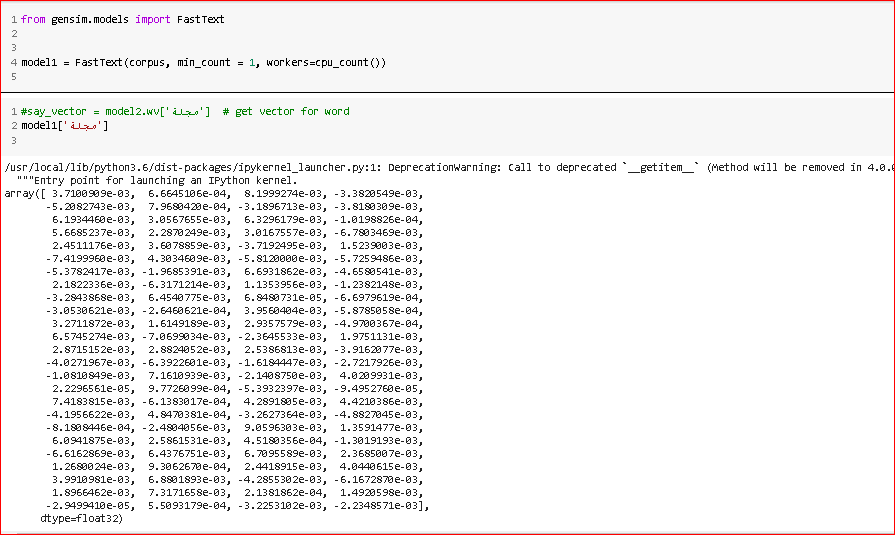 1 from gensim.models import FastText
2
3
4 model1 = FastText(corpus, min_count = 1, workers=cpu_count())
5
1 #say_vector = model2.wv['مجلة']  # get vector for word
2 model1['مجلة']
3
/usr/local/lib/python3.6/dist-packages/ipykernel_launcher.py:1: DeprecationWarning: Call to deprecated `__getitem__` (Method will be removed in 4.0.0
"""Entry point for launching an IPython kernel.
array([ 3.7100909e-03, 6.6645106e-04, 8.1999274e-03, -3.3820549e-03,
-5.2082743e-03, 7.9680420e-04, -3.1896713e-03, -3.8180309e-03,
6.1934460e-03, 3.0567655e-03, 6.3296179e-03, -1.0198826e-04,
5.6685237e-03, 2.2870249e-03, 3.0167557e-03, -6.7803469e-03,
2.4511176e-03, 3.6078859e-03, -3.7192495e-03, 1.5239003e-03,
-7.4199960e-03, 4.3034609e-03, -5.8120000e-03, -5.7259486e-03,
-5.3782417e-03, -1.9685391e-03, 6.6931862e-03, -4.6580541e-03,
2.1822336e-03, -6.3171214e-03, 1.1353956e-03, -1.2382148e-03,
-3.2843868e-03, 6.4540775e-03, 6.8480731e-05, -6.6979619e-04,
-3.0530621e-03, -2.6460621e-04, 3.9560404e-03, -5.8785058e-04,
3.2711872e-03, 1.6149189e-03, 2.9357579e-03, -4.9700367e-04,
6.5745274e-03, -7.0699034e-03, -2.3645533e-03, 1.9751131e-03,
2.8715152e-03, 2.8824052e-03, 2.5386813e-03, -3.9162077e-03,
-4.0271967e-03, -6.3922601e-03, -1.6184447e-03, -2.7217926e-03,
-1.0810849e-03, 7.1610939e-03, -2.1408750e-03, 4.0209931e-03,
2.2296561e-05, 9.7726099e-04, -5.3932397e-03, -9.4952760e-05,
7.4183815e-03, -6.1383017e-04, 4.2891805e-03, 4.4210386e-03,
-4.1956622e-03, 4.8470381e-04, -3.2627364e-03, -4.8827045e-03,
-8.1808446e-04, -2.4804056e-03, 9.0596303e-03, 1.3591477e-03,
6.0941875e-03, 2.5861531e-03, 4.5180356e-04, -1.3019193e-03,
-6.6162869e-03, 6.4376751e-03, 6.7095589e-03, 2.3685007e-03,
1.2680024e-03, 9.3062670e-04, 2.4418915e-03, 4.0440615e-03,
3.9910981e-03, 6.8801893e-03, -4.2855302e-03, -6.1672870e-03,
1.8966462e-03, 7.3171658e-03, 2.1381862e-04, 1.4920598e-03,
-2.9499410e-05, 5.5093179e-04, -3.2253102e-03, -2.2348571e-03],
dtype=float32)